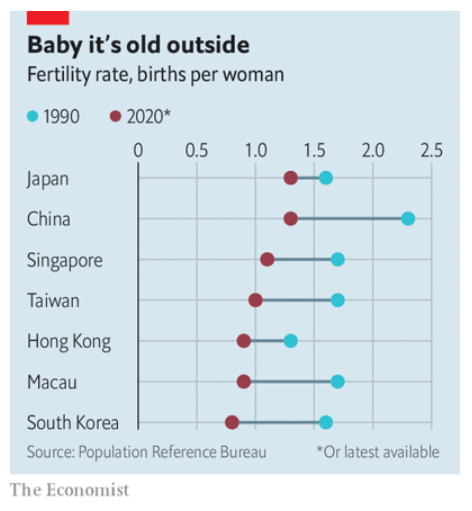 Baby it's old outside
Fertility rate, births per woman
1990 2020*
0 0.5 1.0 1.5 2.0 2.5
Japan
China
Singapore
Taiwan
Hong Kong
Macau
South Korea
Source: Population Reference Bureau *Or latest available
The Economist